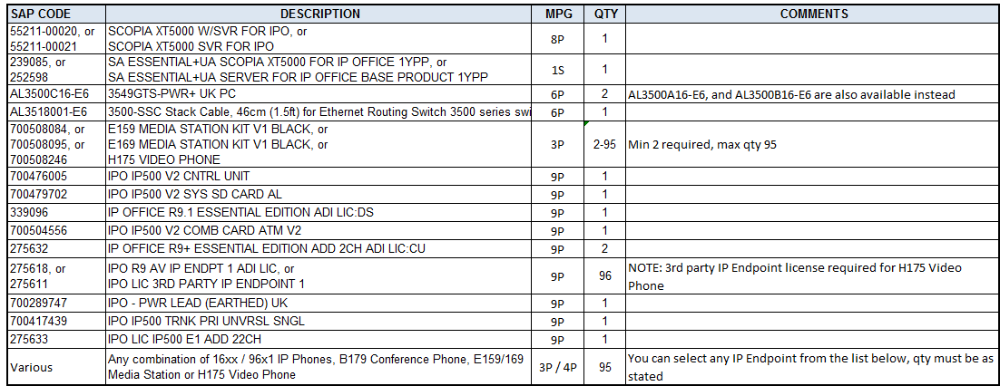 SAP CODE DESCRIPTION MPG QTY COMMENTS
55211-00020, or SCOPIA XT5000 W/SVR FOR IPO, or
55211-00021 SCOPIA XT5000 SVR FOR IPO 8P 1
239085, or SA ESSENTIAL+UA SCOPIA XT5000 FOR IP OFFICE 1YPP, or
252598 SA ESSENTIAL+UA SERVER FOR IP OFFICE BASE PRODUCT 1YPP 1S 1
AL3500C16-E6 3549GTS-PWR+ UK PC 6P 2 AL3500A16-E6, and AL3500B16-E6 are also available instead
AL3518001-E6 3500-SSC Stack Cable, 46cm (1.5ft) for Ethernet Routing Switch 3500 series swi 6P 1
700508084, or E159 MEDIA STATION KIT V1 BLACK, or
700508095, or E169 MEDIA STATION KIT V1 BLACK, or 3P 2-95 Min 2 required, max qty 95
700508246 H175 VIDEO PHONE
700476005 IPO IP500 V2 CNTRL UNIT 9P 1
700479702 IPO IP500 V2 SYS SD CARD AL 9P 1
339096 IP OFFICE R9.1 ESSENTIAL EDITION ADI LIC:DS 9P 1
700504556 IPO IP500 V2 COMB CARD ATM V2 9P 1
275632 IP OFFICE R9+ ESSENTIAL EDITION ADD 2CH ADI LIC:CU 9P 2
275618, or IPO R9 AV IP ENDPT 1 ADI LIC, or 9P 96 NOTE: 3rd party IP Endpoint license required for H175 Video
275611 IPO LIC 3RD PARTY IP ENDPOINT 1 Phone
700289747 IPO - PWR LEAD (EARTHED) UK 9P 1
700417439 IPO IP500 TRNK PRI UNVRSL SNGL 9P 1
275633 IPO LIC IP500 E1 ADD 22CH 9P 1
Various Any combination of 16xx / 96x1 IP Phones, B179 Conference Phone, E159/169 3P / 4P 95 You can select any IP Endpoint from the list below, qty must be as
Media Station or H175 Video Phone stated